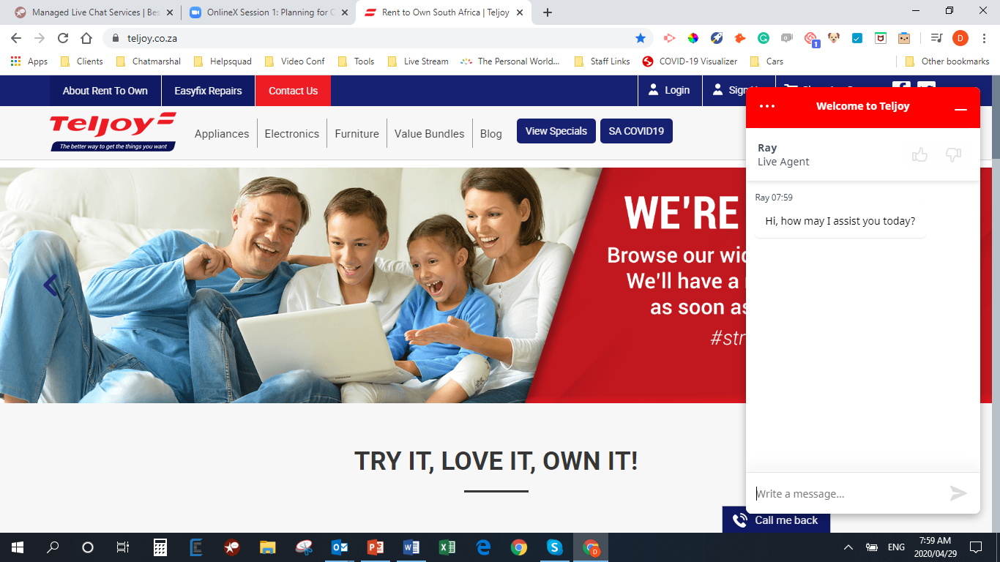 Managed Live Chat Services | Bes
OnlineX Session 1: Planning for C
Rent to Own South Africa | Teljoy
teljoy.co.za
1
D
Apps
Clients
Chatmarshal
Helpsquad
Video Conf
Tools
Live Stream
The Personal World...
Staff Links
COVID-19 Visualizer
Cars
Other bookmarks
About Rent To Own
Easyfix Repairs
Contact Us
Login
Teljoy
The better way to get the things you want
Appliances
Electronics
Furniture
Value Bundles
Blog
View Specials
SA COVID19
WE'RE
Browse our
We'll have a
as soon
TRY IT, LOVE IT, OWN IT!
Welcome to Teljoy
Ray
Live Agent
Ray 07:59
Hi, how may I assist you today?
Write a message...
Call me back
ENG
7:59 AM
2020/04/29